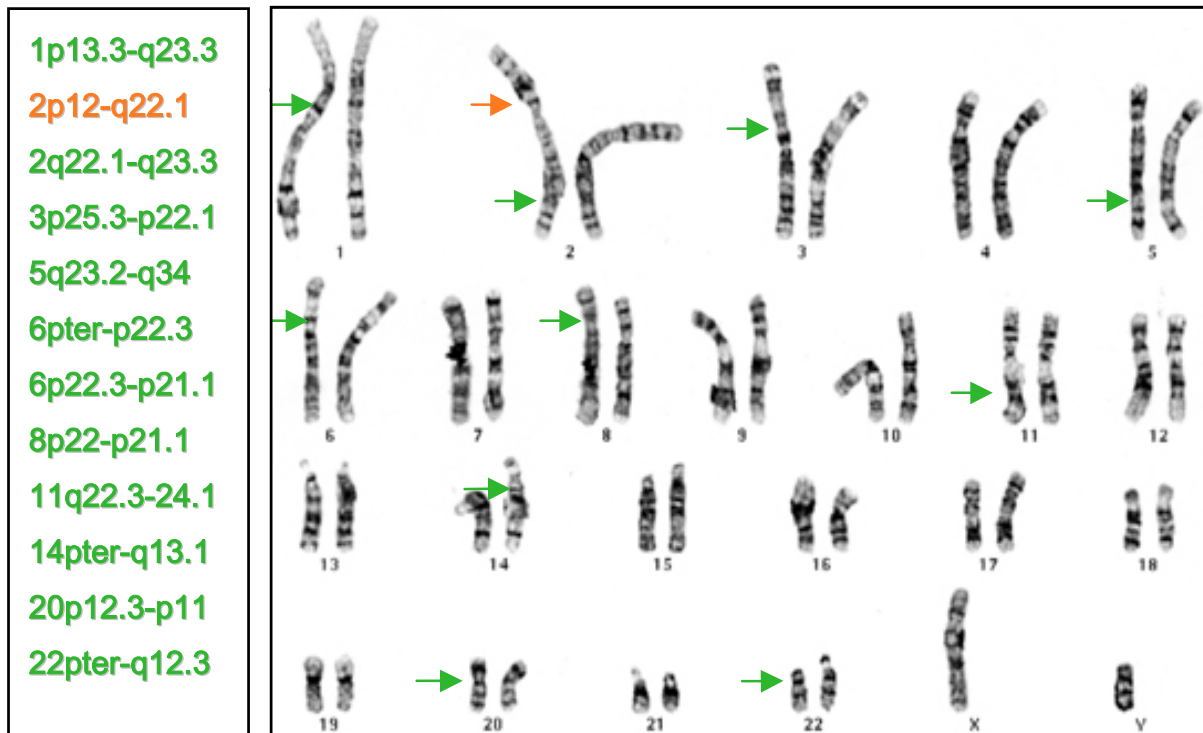 1p13.3-q23.3
2p12-q22.1
2q22.1-q23.3
3p25.3-p22.1
5q23.2-q34
6pter-p22.3
6p22.3-p21.1
8p22-p21.1
11q22.3-24.1
14pter-q13.1
20p12.3-p11
22pter-q12.3
1 2 3 4 5
6 7 8 9 10 11 12
13 14 15 16 17 18
19 20 21 22 X Y